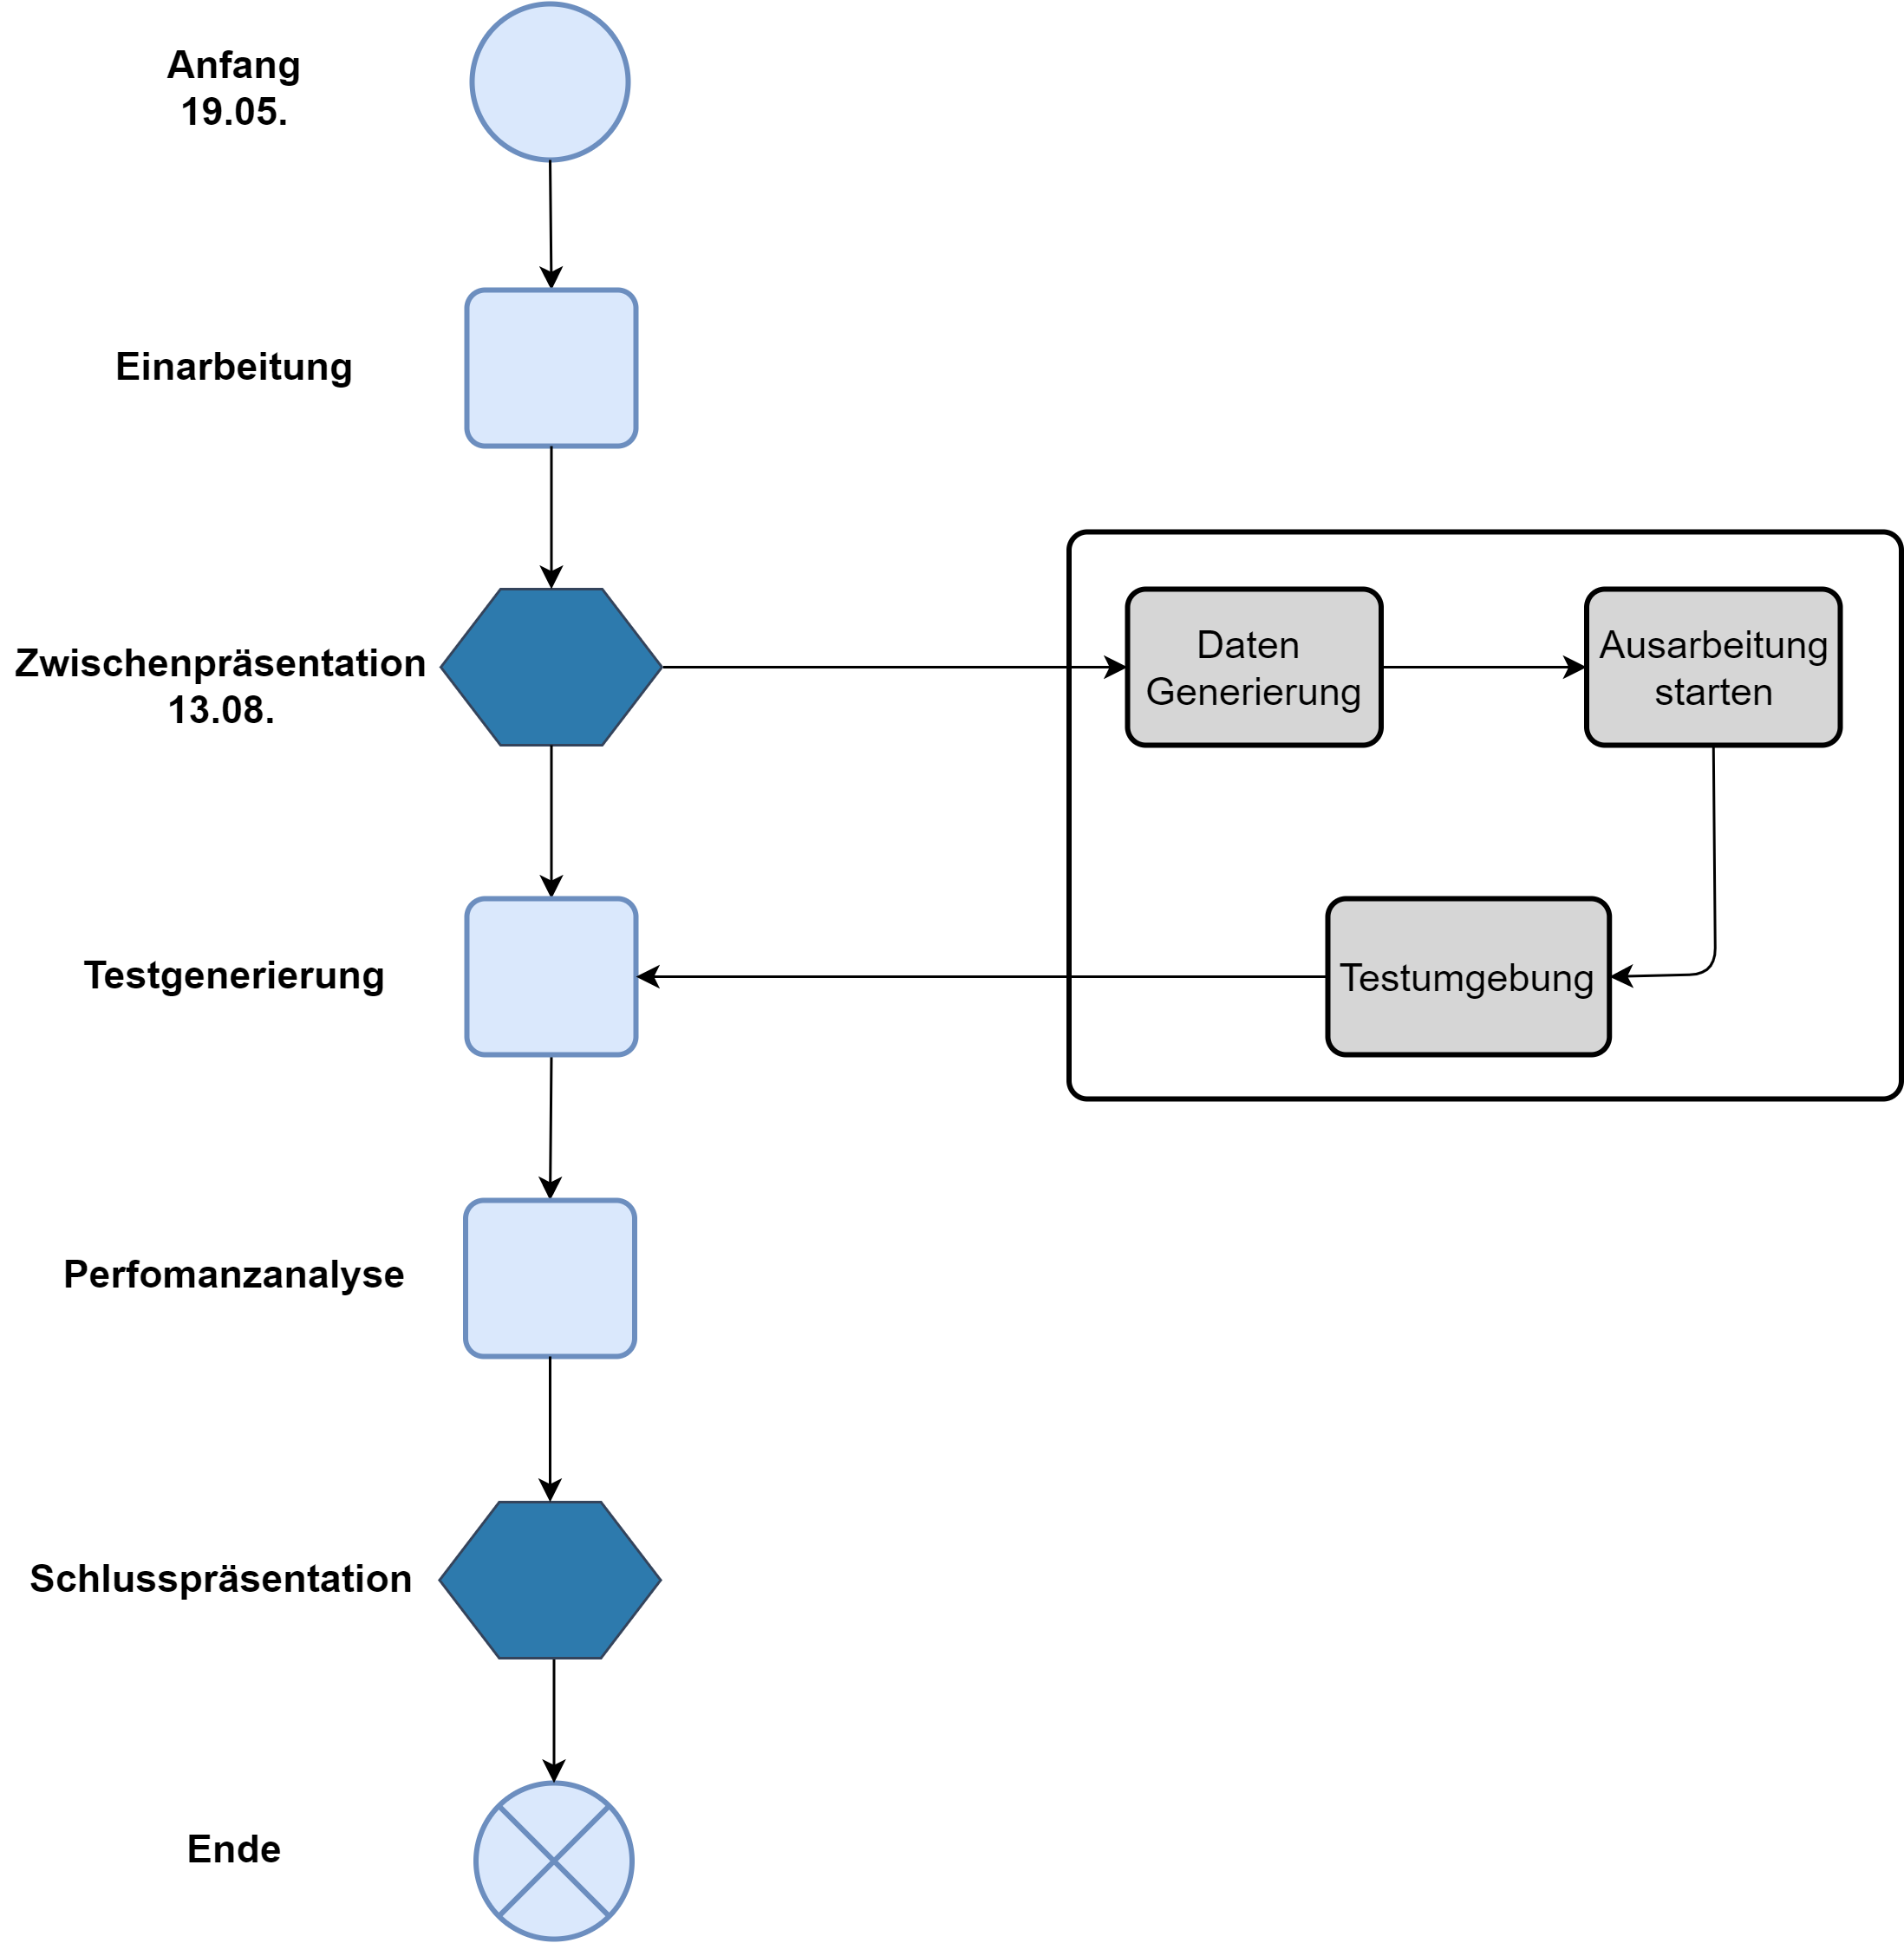 Anfang
19.05.
Einarbeitung
Zwischenpräsentation
13.08.
Daten
Generierung
Ausarbeitung
starten
Testgenerierung
Testumgebung
Perfomanzanalyse
Schlusspräsentation
Ende